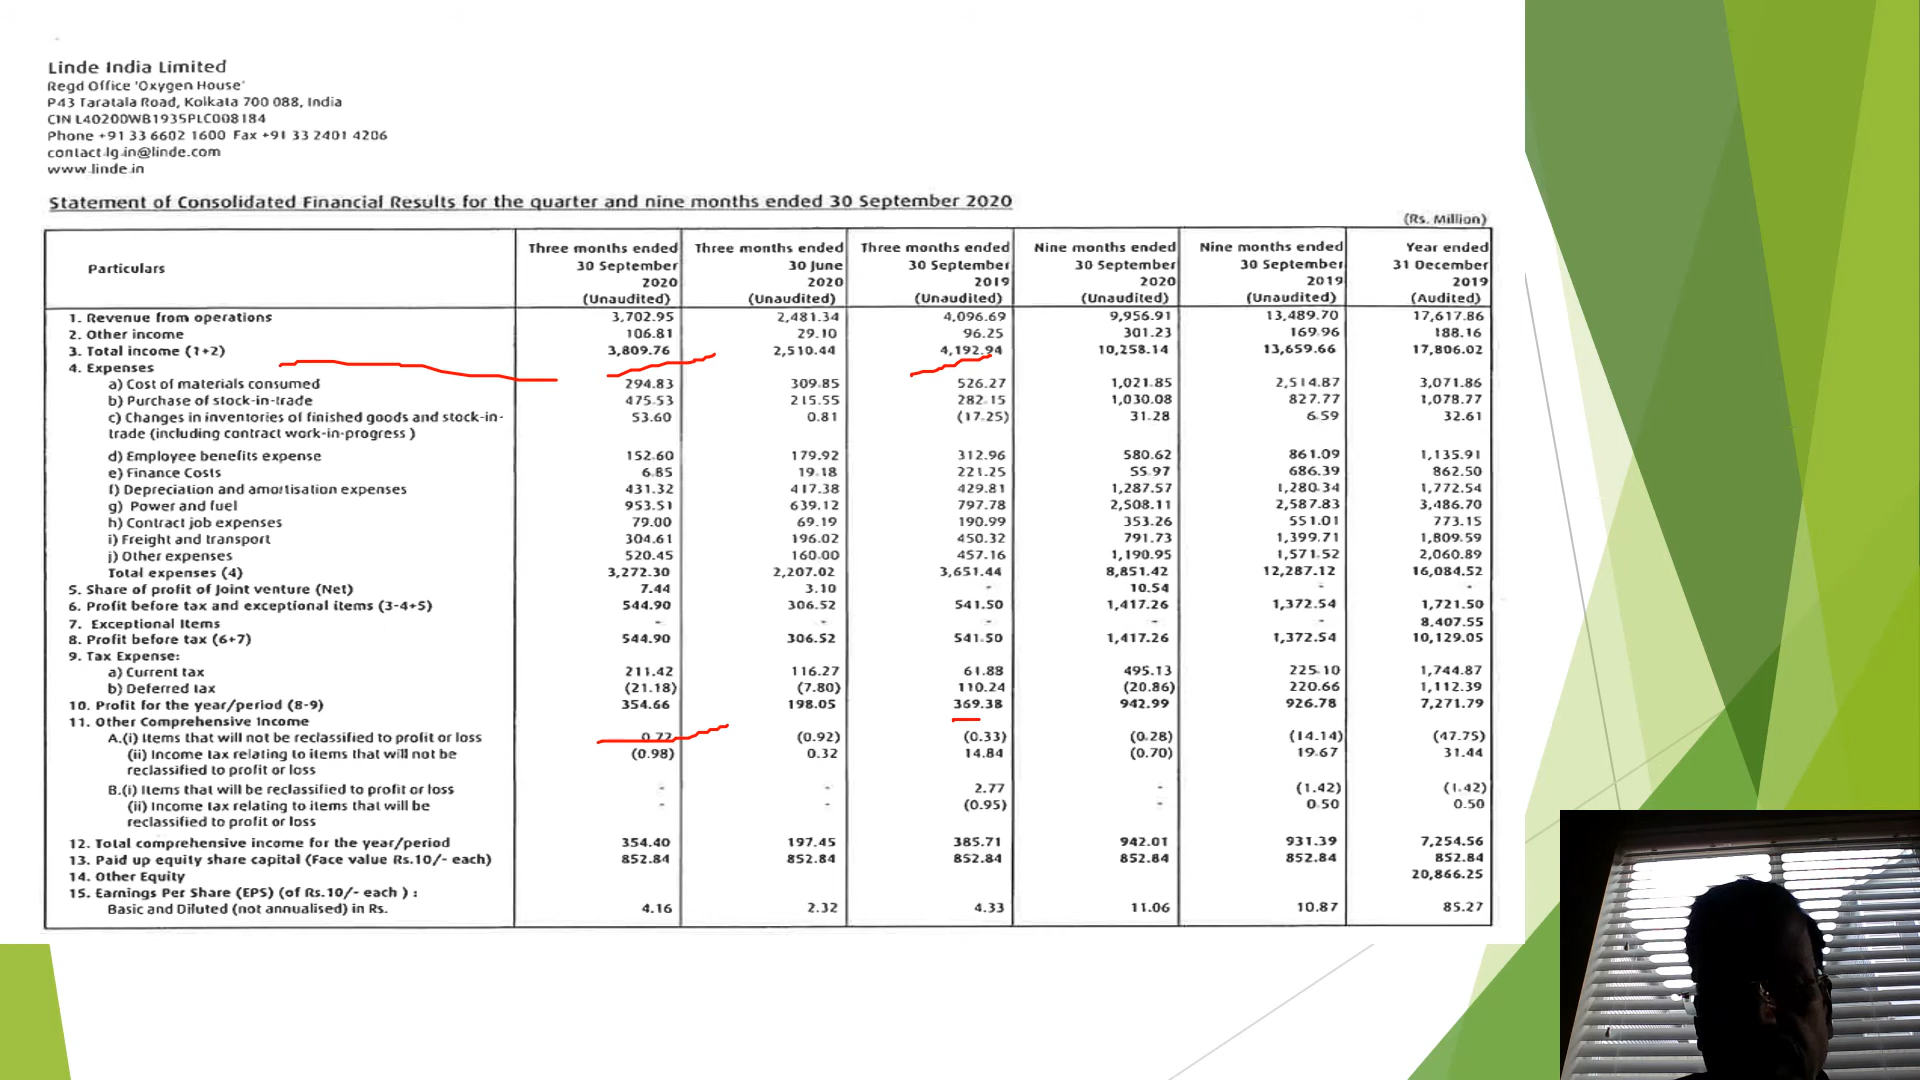 Linde India Limited
Regd Office 'Oxygen House'
P43 Taratala Road, Kolkata 700 088, India
CIN L40200WB1935PLC008184
Phone +91 33 6602 1600 Fax +91 33 2401 4206
contact.lg.in@linde.com
www.linde.in
Statement of Consolidated Financial Results for the quarter and nine months ended 30 September 2020
(Rs. Million)
Particulars | Three months ended 30 September 2020 (Unaudited) | Three months ended 30 June 2020 (Unaudited) | Three months ended 30 September 2019 (Unaudited) | Nine months ended 30 September 2020 (Unaudited) | Nine months ended 30 September 2019 (Unaudited) | Year ended 31 December 2019 (Audited)
1. Revenue from operations 3,702.95 2,481.34 4,096.69 9,956.91 13,489.70 17,617.86
2. Other income 106.81 29.10 96.25 301.23 169.96 188.16
3. Total income (1+2) 3,809.76 2,510.44 4,192.94 10,258.14 13,659.66 17,806.02
4. Expenses
a) Cost of materials consumed 294.83 309.85 526.27 1,021.85 2,514.87 3,071.86
b) Purchase of stock-in-trade 475.53 215.55 282.15 1,030.08 827.77 1,078.77
c) Changes in inventories of finished goods and stock-in- 53.60 0.81 (17.25) 31.28 6.59 32.61
trade (including contract work-in-progress )
d) Employee benefits expense 152.60 179.92 312.96 580.62 861.09 1,135.91
e) Finance Costs 6.85 19.18 221.25 55.97 686.39 862.50
f) Depreciation and amortisation expenses 431.32 417.38 429.81 1,287.57 1,280.34 1,772.54
g) Power and fuel 953.51 639.12 797.78 2,508.11 2,587.83 3,486.70
h) Contract job expenses 79.00 69.19 190.99 353.26 551.01 773.15
i) Freight and transport 304.61 196.02 450.32 791.73 1,399.71 1,809.59
j) Other expenses 520.45 160.00 457.16 1,190.95 1,571.52 2,060.89
Total expenses (4) 3,272.30 2,207.02 3,651.44 8,851.42 12,287.12 16,084.52
5. Share of profit of Joint venture (Net) 7.44 3.10 - 10.54 - -
6. Profit before tax and exceptional items (3-4+5) 544.90 306.52 541.50 1,417.26 1,372.54 1,721.50
7. Exceptional Items - - - - - 8,407.55
8. Profit before tax (6+7) 544.90 306.52 541.50 1,417.26 1,372.54 10,129.05
9. Tax Expense:
a) Current tax 211.42 116.27 61.88 495.13 225.10 1,744.87
b) Deferred tax (21.18) (7.80) 110.24 (20.86) 220.66 1,112.39
10. Profit for the year/period (8-9) 354.66 198.05 369.38 942.99 926.78 7,271.79
11. Other Comprehensive Income
A.(i) Items that will not be reclassified to profit or loss 0.72 (0.92) (0.33) (0.28) (14.14) (47.75)
(ii) Income tax relating to items that will not be (0.98) 0.32 14.84 (0.70) 19.67 31.44
reclassified to profit or loss
B.(i) Items that will be reclassified to profit or loss - - 2.77 - (1.42) (1.42)
(ii) Income tax relating to items that will be - - (0.95) - 0.50 0.50
reclassified to profit or loss
12. Total comprehensive income for the year/period 354.40 197.45 385.71 942.01 931.39 7,254.56
13. Paid up equity share capital (Face value Rs.10/- each) 852.84 852.84 852.84 852.84 852.84 852.84
14. Other Equity 20,866.25
15. Earnings Per Share (EPS) (of Rs.10/- each ) :
Basic and Diluted (not annualised) in Rs. 4.16 2.32 4.33 11.06 10.87 85.27